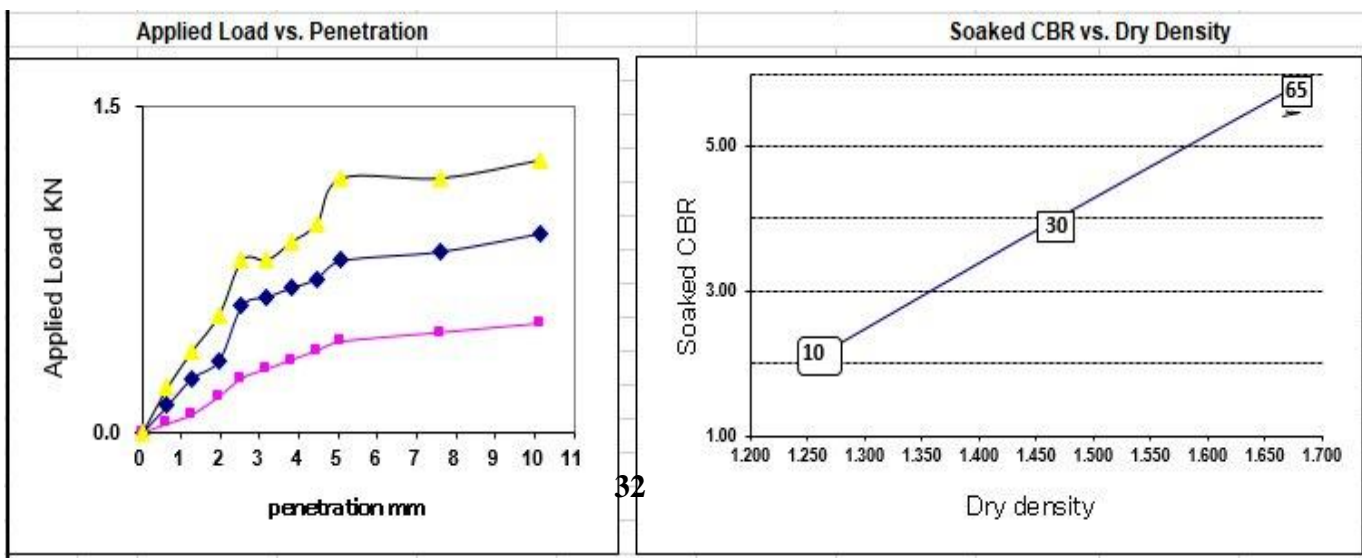 Applied Load vs. Penetration
1.5
Applied Load KN
0.0
0 1 2 3 4 5 6 7 8 9 10 11
penetration mm
32
Soaked CBR vs. Dry Density
65
5.00
Soaked CBR
30
3.00
10
1.00
1.200 1.250 1.300 1.350 1.400 1.450 1.500 1.550 1.600 1.650 1.700
Dry density